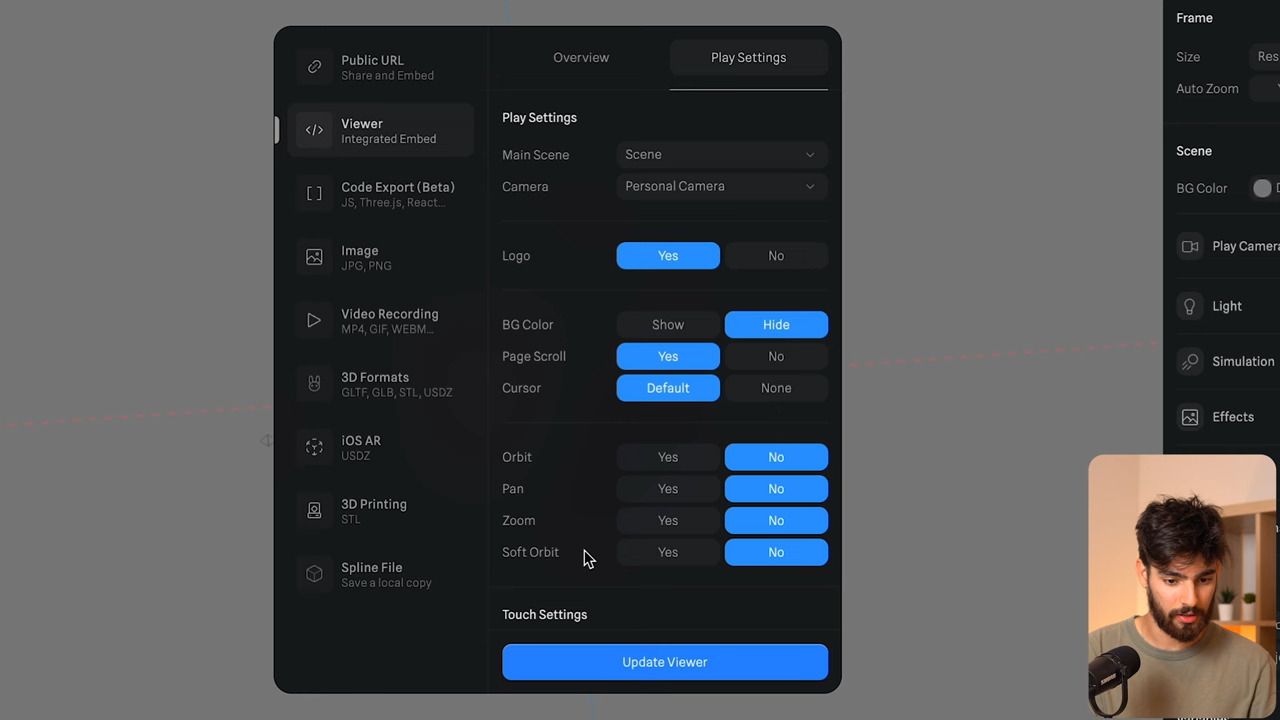 Public URL
Share and Embed
Viewer
Integrated Embed
Code Export (Beta)
JS, Three.js, React...
Image
JPG, PNG
Video Recording
MP4, GIF, WEBM...
3D Formats
GLTF, GLB, STL, USDZ
iOS AR
USDZ
3D Printing
STL
Spline File
Save a local copy
Overview
Play Settings
Play Settings
Main Scene
Scene
Camera
Personal Camera
Logo
Yes
No
BG Color
Show
Hide
Page Scroll
Yes
No
Cursor
Default
None
Orbit
Yes
No
Pan
Yes
No
Zoom
Yes
No
Soft Orbit
Yes
No
Touch Settings
Update Viewer
Frame
Size
Res
Auto Zoom
Scene
BG Color
Play Camera
Light
Simulation
Effects